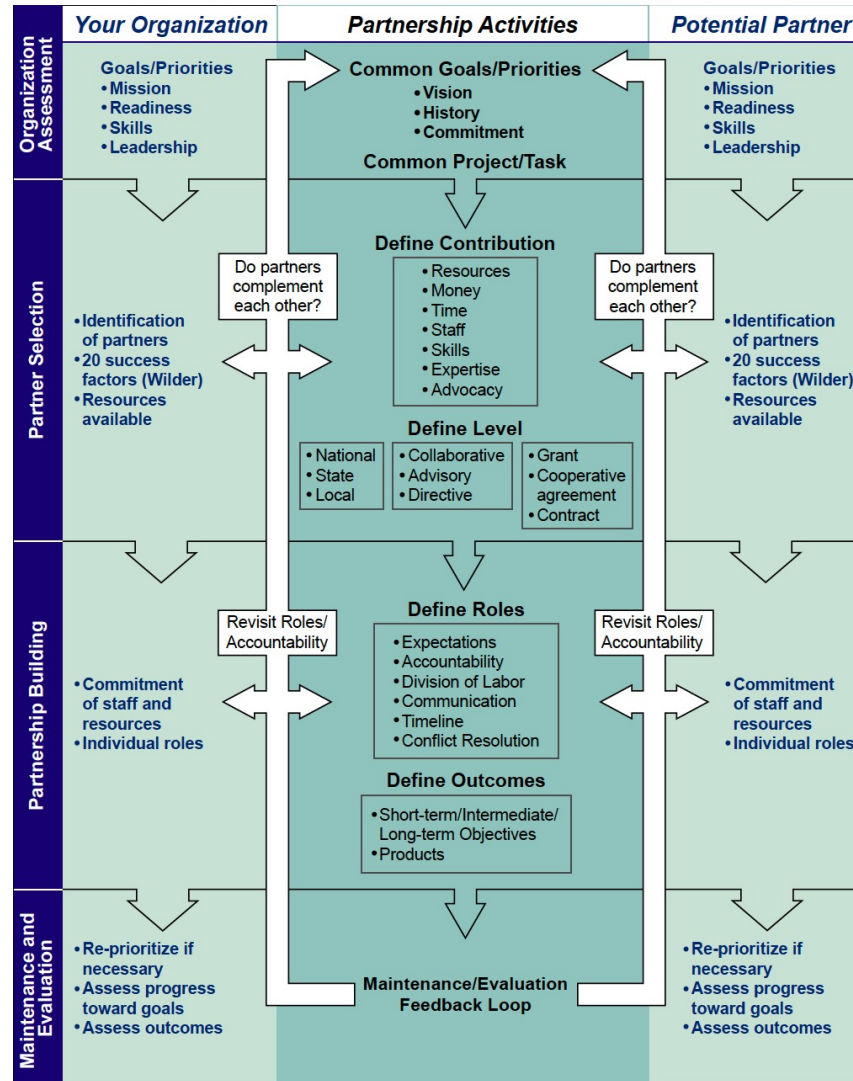 Your Organization
Partnership Activities
Potential Partner
Organization
Assessment
Goals/Priorities
• Mission
• Readiness
• Skills
• Leadership
Common Goals/Priorities
• Vision
• History
• Commitment
Common Project/Task
Goals/Priorities
• Mission
• Readiness
• Skills
• Leadership
Partner Selection
Do partners
complement
each other?
• Identification
of partners
• 20 success
factors (Wilder)
• Resources
available
Define Contribution
• Resources
• Money
• Time
• Staff
• Skills
• Expertise
• Advocacy
Define Level
• National
• State
• Local
• Collaborative
• Advisory
• Directive
• Grant
• Cooperative
agreement
• Contract
Do partners
complement
each other?
• Identification
of partners
• 20 success
factors (Wilder)
• Resources
available
Partnership Building
Revisit Roles/
Accountability
• Commitment
of staff and
resources
• Individual roles
Define Roles
• Expectations
• Accountability
• Division of Labor
• Communication
• Timeline
• Conflict Resolution
Define Outcomes
• Short-term/Intermediate/
Long-term Objectives
• Products
Revisit Roles/
Accountability
• Commitment
of staff and
resources
• Individual roles
Maintenance and
Evaluation
• Re-prioritize if
necessary
• Assess progress
toward goals
• Assess outcomes
Maintenance/Evaluation
Feedback Loop
• Re-prioritize if
necessary
• Assess progress
toward goals
• Assess outcomes